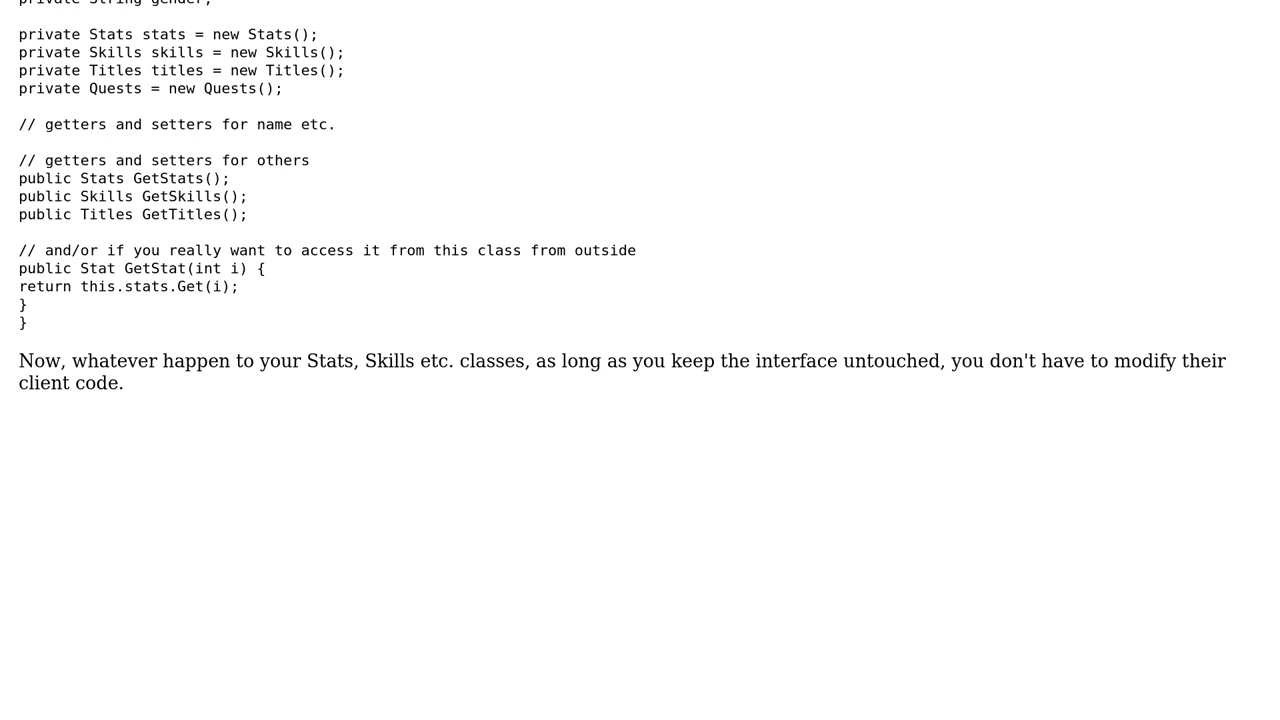 private String gender;
private Stats stats = new Stats();
private Skills skills = new Skills();
private Titles titles = new Titles();
private Quests = new Quests();
// getters and setters for name etc.
// getters and setters for others
public Stats GetStats();
public Skills GetSkills();
public Titles GetTitles();
// and/or if you really want to access it from this class from outside
public Stat GetStat(int i) {
return this.stats.Get(i);
}
}
Now, whatever happen to your Stats, Skills etc. classes, as long as you keep the interface untouched, you don't have to modify their
client code.